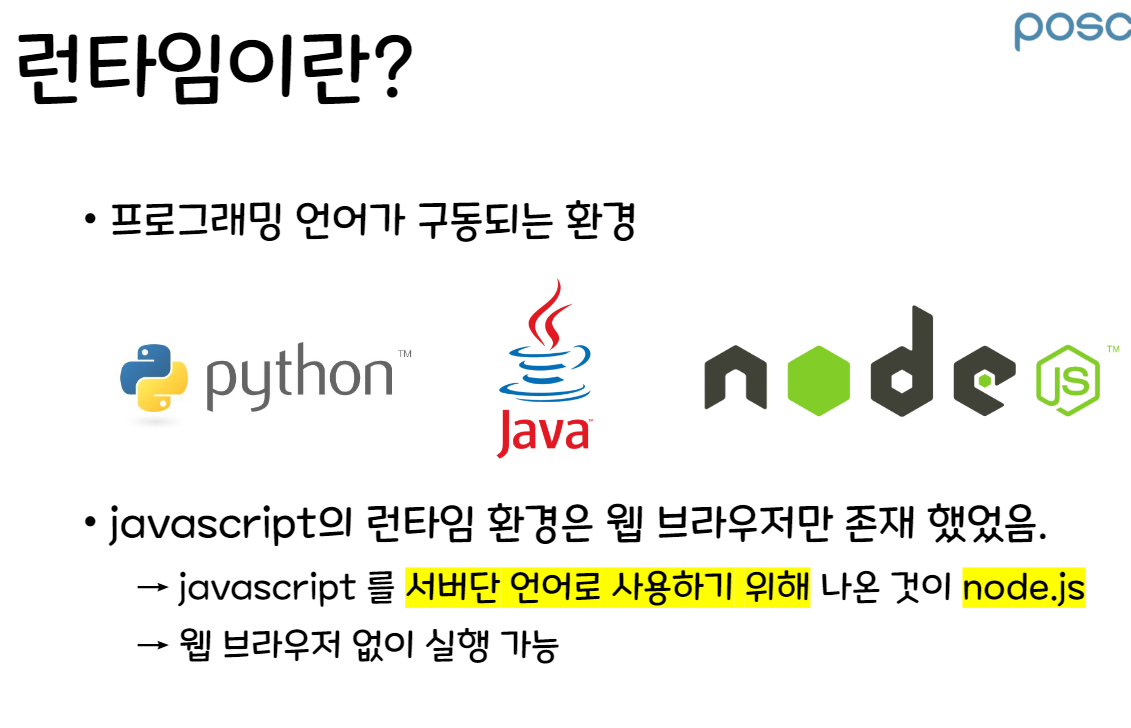 posc
런타임이란?
• 프로그래밍 언어가 구동되는 환경
python™
Java™
node JS™
• javascript의 런타임 환경은 웹 브라우저만 존재 했었음.
→ javascript 를 서버단 언어로 사용하기 위해 나온 것이 node.js
→ 웹 브라우저 없이 실행 가능